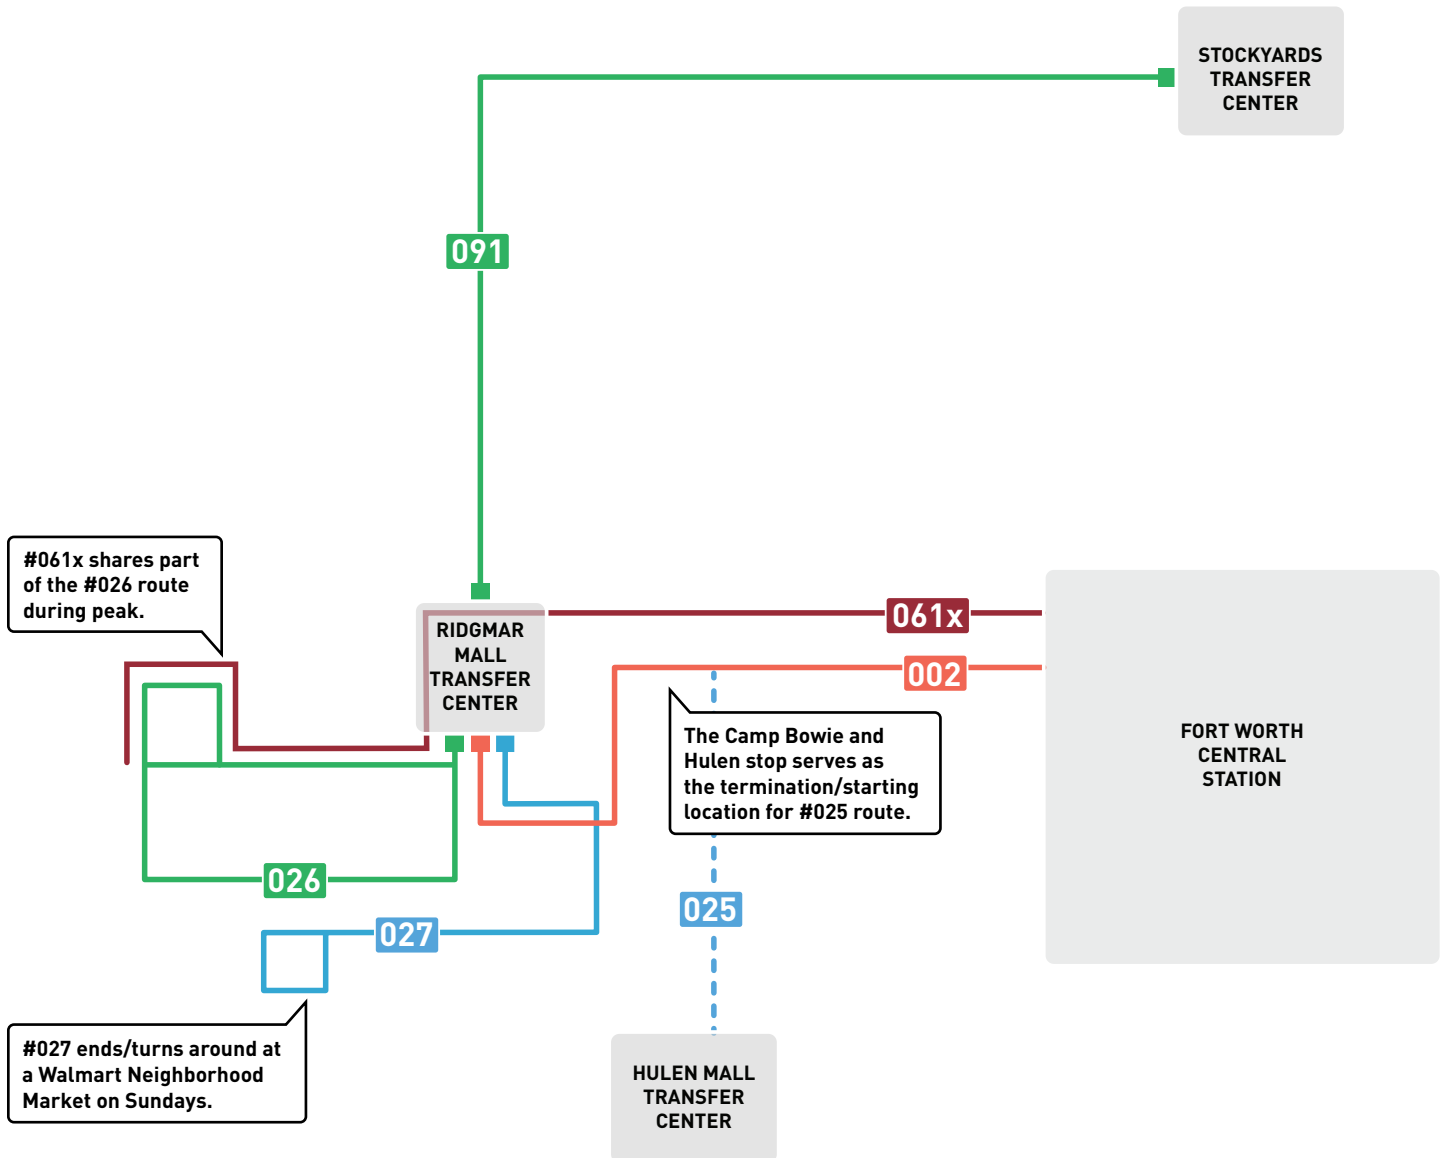 STOCKYARDS
TRANSFER
CENTER
091
#061x shares part
of the #026 route
during peak.
RIDGMAR
MALL
TRANSFER
CENTER
061x
002
The Camp Bowie and
Hulen stop serves as
the termination/starting
location for #025 route.
FORT WORTH
CENTRAL
STATION
026
025
027
#027 ends/turns around at
a Walmart Neighborhood
Market on Sundays.
HULEN MALL
TRANSFER
CENTER